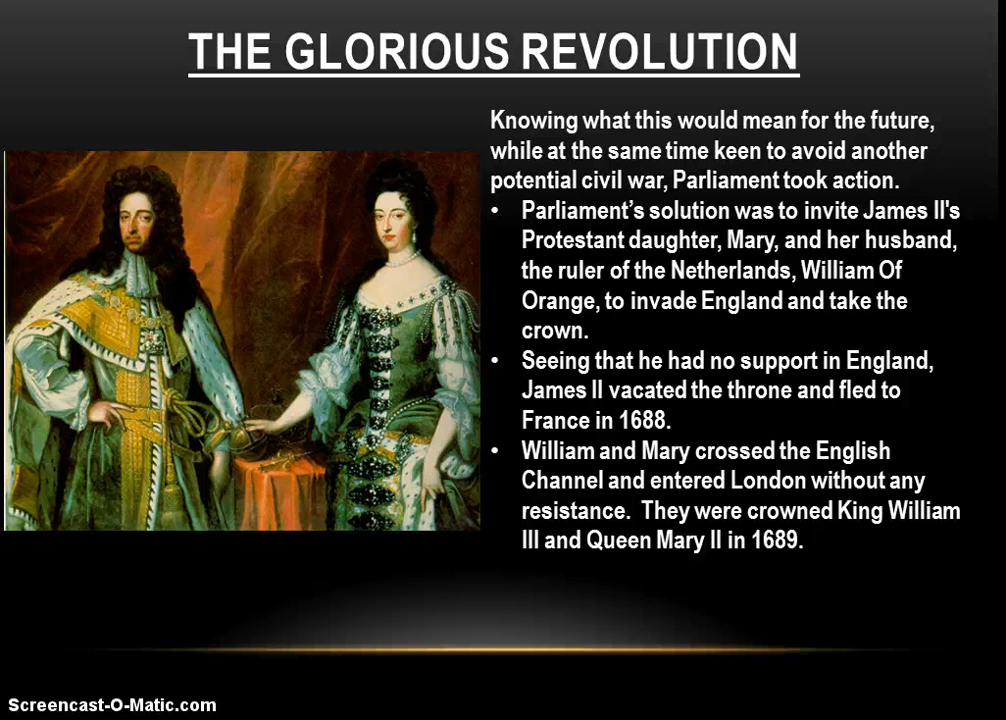 THE GLORIOUS REVOLUTION
Knowing what this would mean for the future,
while at the same time keen to avoid another
potential civil war, Parliament took action.
• Parliament’s solution was to invite James II's
Protestant daughter, Mary, and her husband,
the ruler of the Netherlands, William Of
Orange, to invade England and take the
crown.
• Seeing that he had no support in England,
James II vacated the throne and fled to
France in 1688.
• William and Mary crossed the English
Channel and entered London without any
resistance.  They were crowned King William
III and Queen Mary II in 1689.
Screencast-O-Matic.com